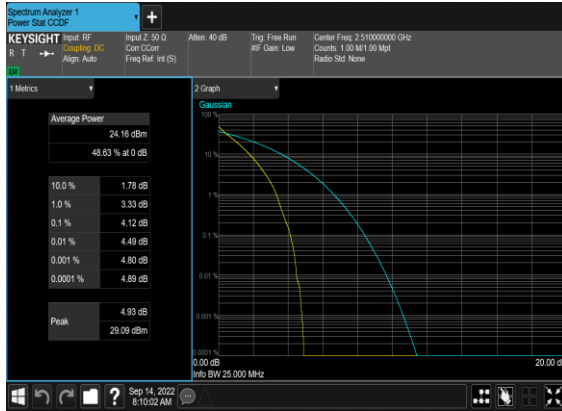 Spectrum Analyzer 1
Power Stat CCDF
+
KEYSIGHT
R T
LU
Input: RF
Coupling: DC
Align: Auto
Input Z: 50 Ω
Corr CCorr
Freq Ref: Int (S)
Atten: 40 dB
Trig: Free Run
#IF Gain: Low
Center Freq: 2.510000000 GHz
Counts: 1.00 M/1.00 Mpt
Radio Std: None
1 Metrics
Average Power
24.16 dBm
48.63 % at 0 dB
10.0 % 1.78 dB
1.0 % 3.33 dB
0.1 % 4.12 dB
0.01 % 4.49 dB
0.001 % 4.80 dB
0.0001 % 4.89 dB
Peak 4.93 dB
29.09 dBm
2 Graph
Gaussian
100 %
10 %
1 %
0.1 %
0.01 %
0.001 %
0.0001 %
0.00 dB 20.00 d
Info BW 25.000 MHz
?
Sep 14, 2022
8:10:02 AM